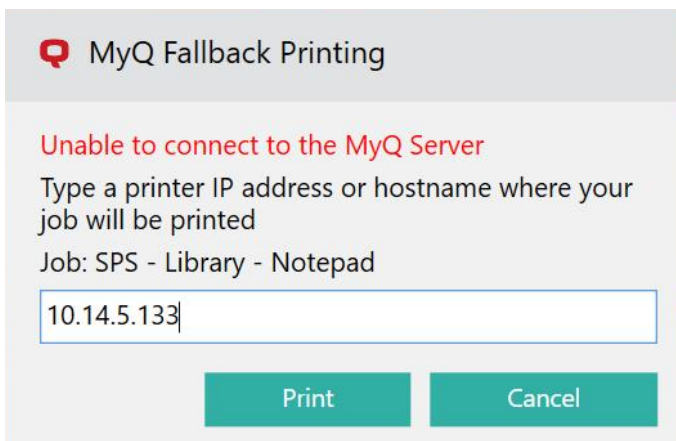 MyQ Fallback Printing
Unable to connect to the MyQ Server
Type a printer IP address or hostname where your
job will be printed
Job: SPS - Library - Notepad
10.14.5.133
Print
Cancel